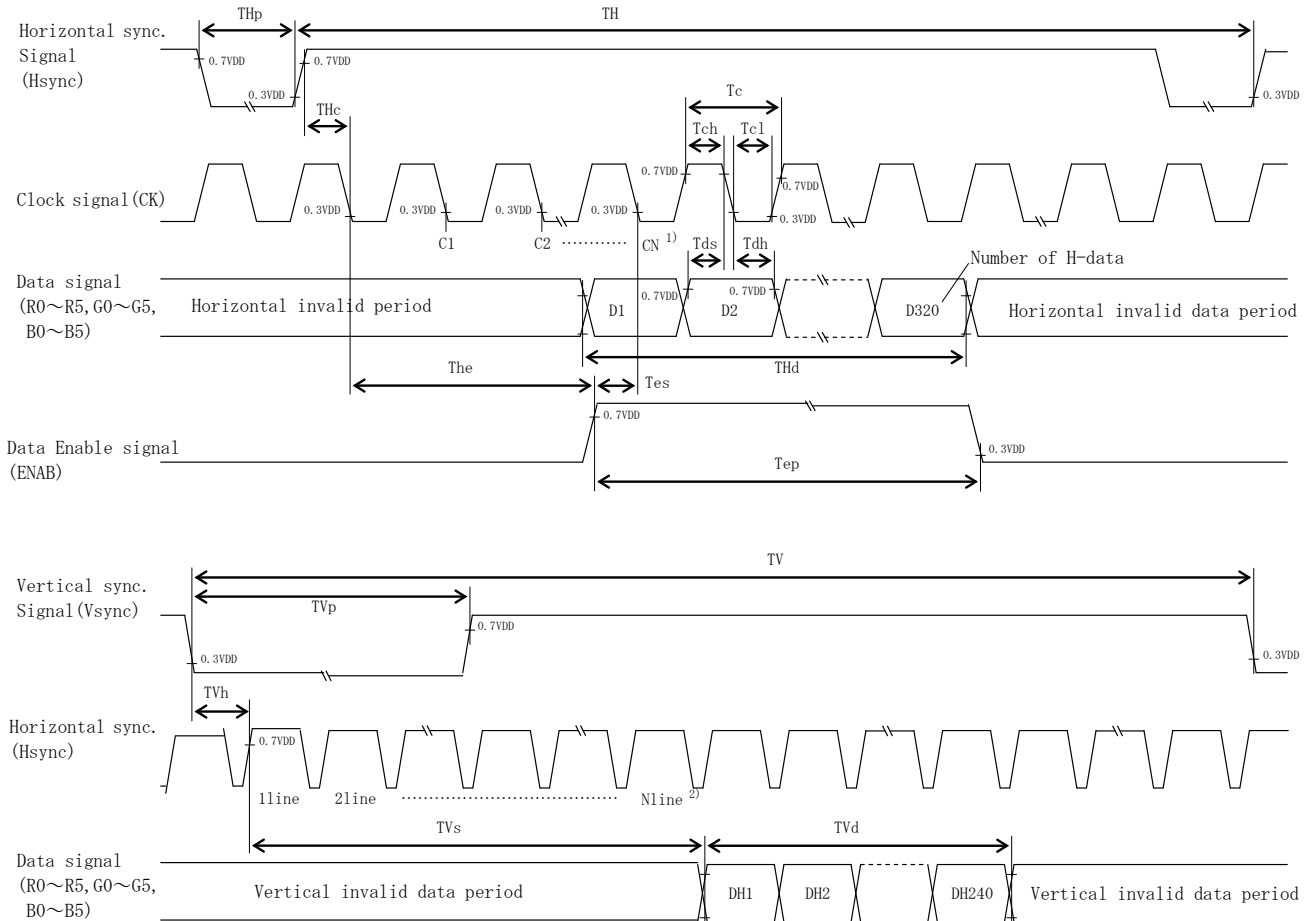 THp
TH
Horizontal sync.
Signal
(Hsync)
0.7VDD
0.7VDD
0.3VDD
0.3VDD
THc
Tc
Tch
Tcl
Clock signal(CK)
0.7VDD
0.7VDD
0.3VDD
0.3VDD
0.3VDD
0.3VDD
0.3VDD
C1
C2
............
CN 1)
Tds
Tdh
Number of H-data
Data signal
(R0～R5,G0～G5,
B0～B5)
Horizontal invalid period
0.7VDD
0.7VDD
D1
D2
D320
Horizontal invalid data period
The
Tes
THd
0.7VDD
Data Enable signal
(ENAB)
0.3VDD
Tep
TV
Vertical sync.
Signal(Vsync)
TVp
0.7VDD
0.3VDD
0.3VDD
TVh
Horizontal sync.
(Hsync)
0.7VDD
1line
2line
.......................................
Nline 2)
TVs
TVd
Data signal
(R0～R5,G0～G5,
B0～B5)
Vertical invalid data period
DH1
DH2
DH240
Vertical invalid data period